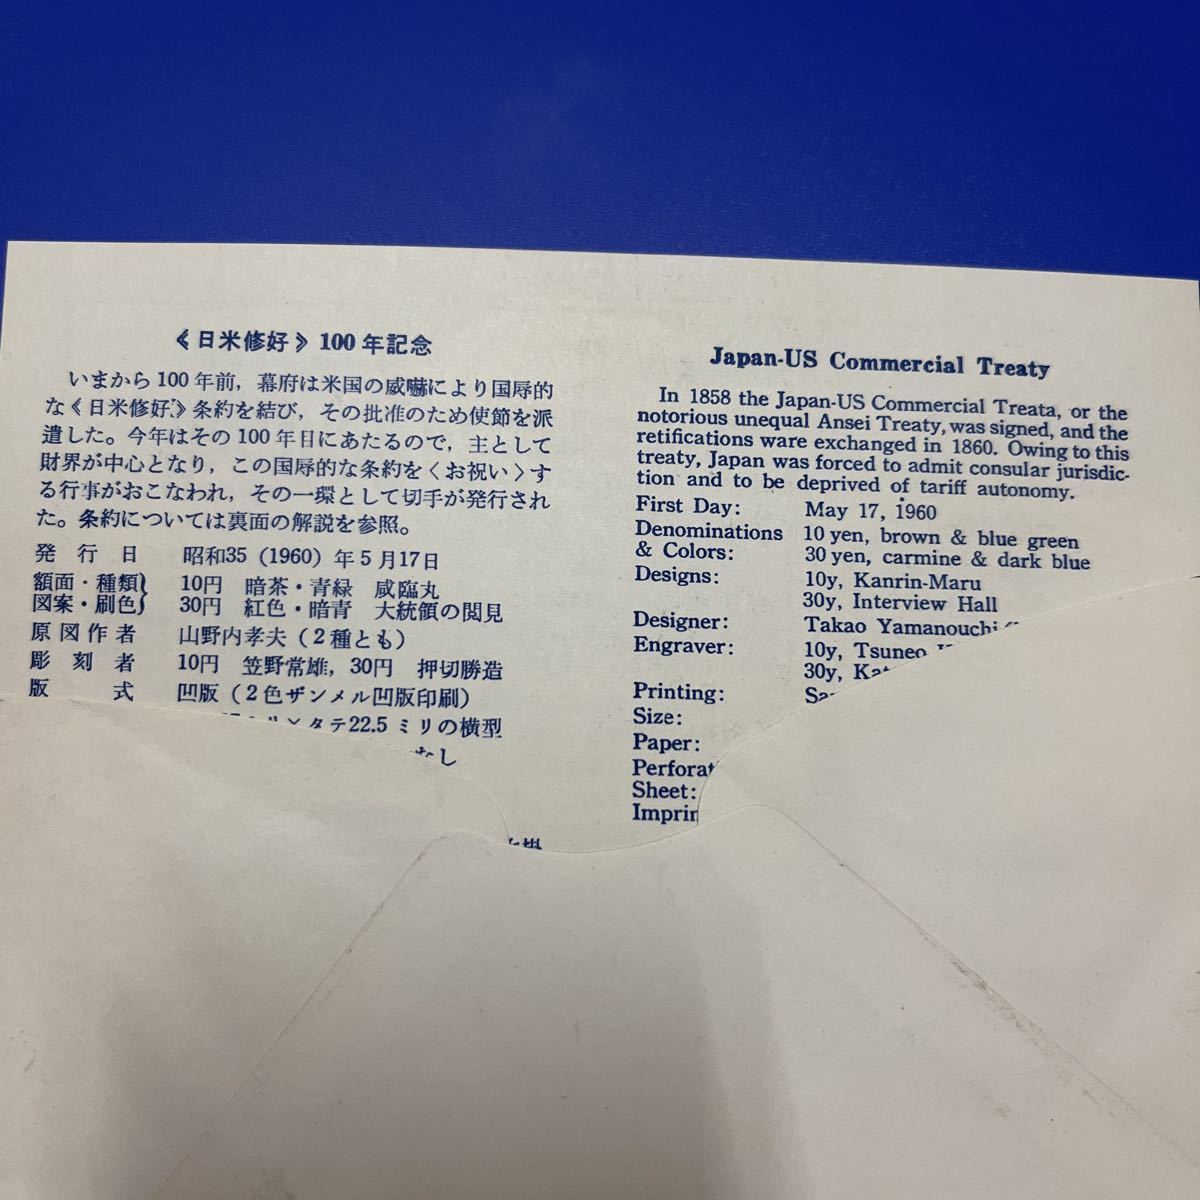 《日米修好》100年記念
いまから100年前，幕府は米国の威嚇により国辱的
な《日米修好》条約を結び，その批准のため使節を派
遣した。今年はその100年目にあたるので，主として
財界が中心となり，この国辱的な条約を〈お祝い〉す
る行事がおこなわれ，その一環として切手が発行され
た。条約については裏面の解説を参照。
発行日 昭和35（1960）年5月17日
額面・種類 10円 暗茶・青緑 咸臨丸
図案・刷色 30円 紅色・暗青 大統領の閲見
原図作者 山野内孝夫（2種とも）
彫刻者 10円 笠野常雄，30円 押切勝造
版式 凹版（2色ザンメル凹版印刷）
タテ22.5ミリの横型
なし
Japan-US Commercial Treaty
In 1858 the Japan-US Commercial Treata, or the
notorious unequal Ansei Treaty, was signed, and the
retifications ware exchanged in 1860. Owing to this
treaty, Japan was forced to admit consular jurisdic-
tion and to be deprived of tariff autonomy.
First Day: May 17, 1960
Denominations 10 yen, brown & blue green
& Colors: 30 yen, carmine & dark blue
Designs: 10y, Kanrin-Maru
30y, Interview Hall
Designer: Takao Yamanouchi
Engraver: 10y, Tsuneo
30y,
Printing:
Size:
Paper:
Perforat
Sheet:
Imprin